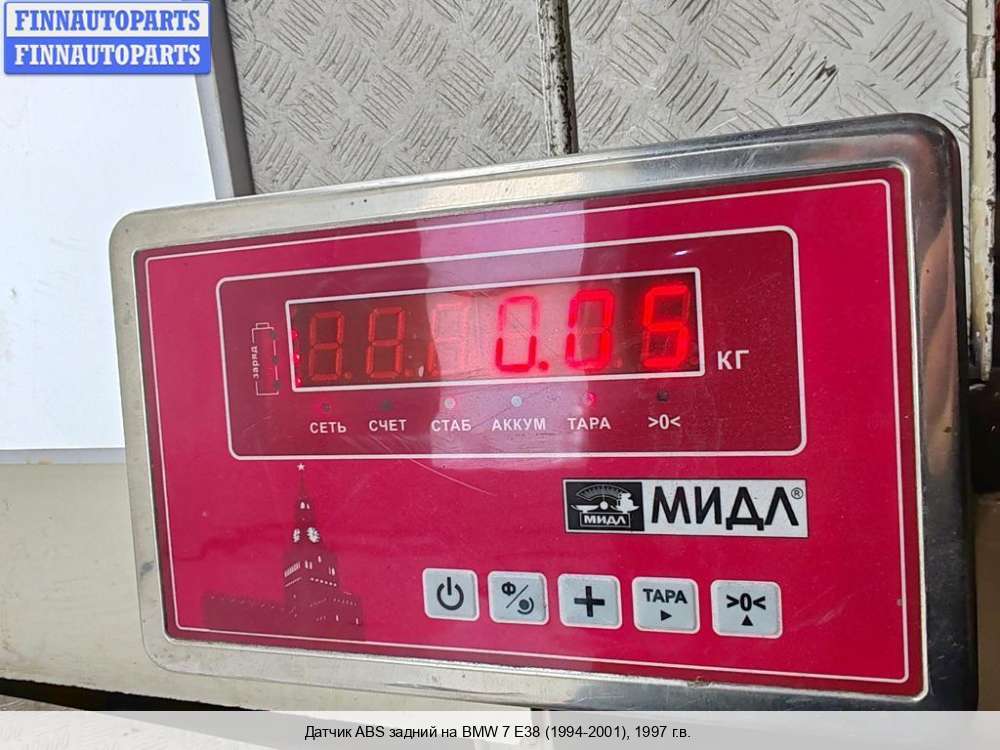 FINNAUTOPARTS
FINNAUTOPARTS
0.05
КГ
заряд
СЕТЬ СЧЕТ СТАБ АККУМ ТАРА >0<
МИДЛ
МИДЛ®
Ф
ТАРА
>0<
Датчик ABS задний на BMW 7 E38 (1994-2001), 1997 г.в.